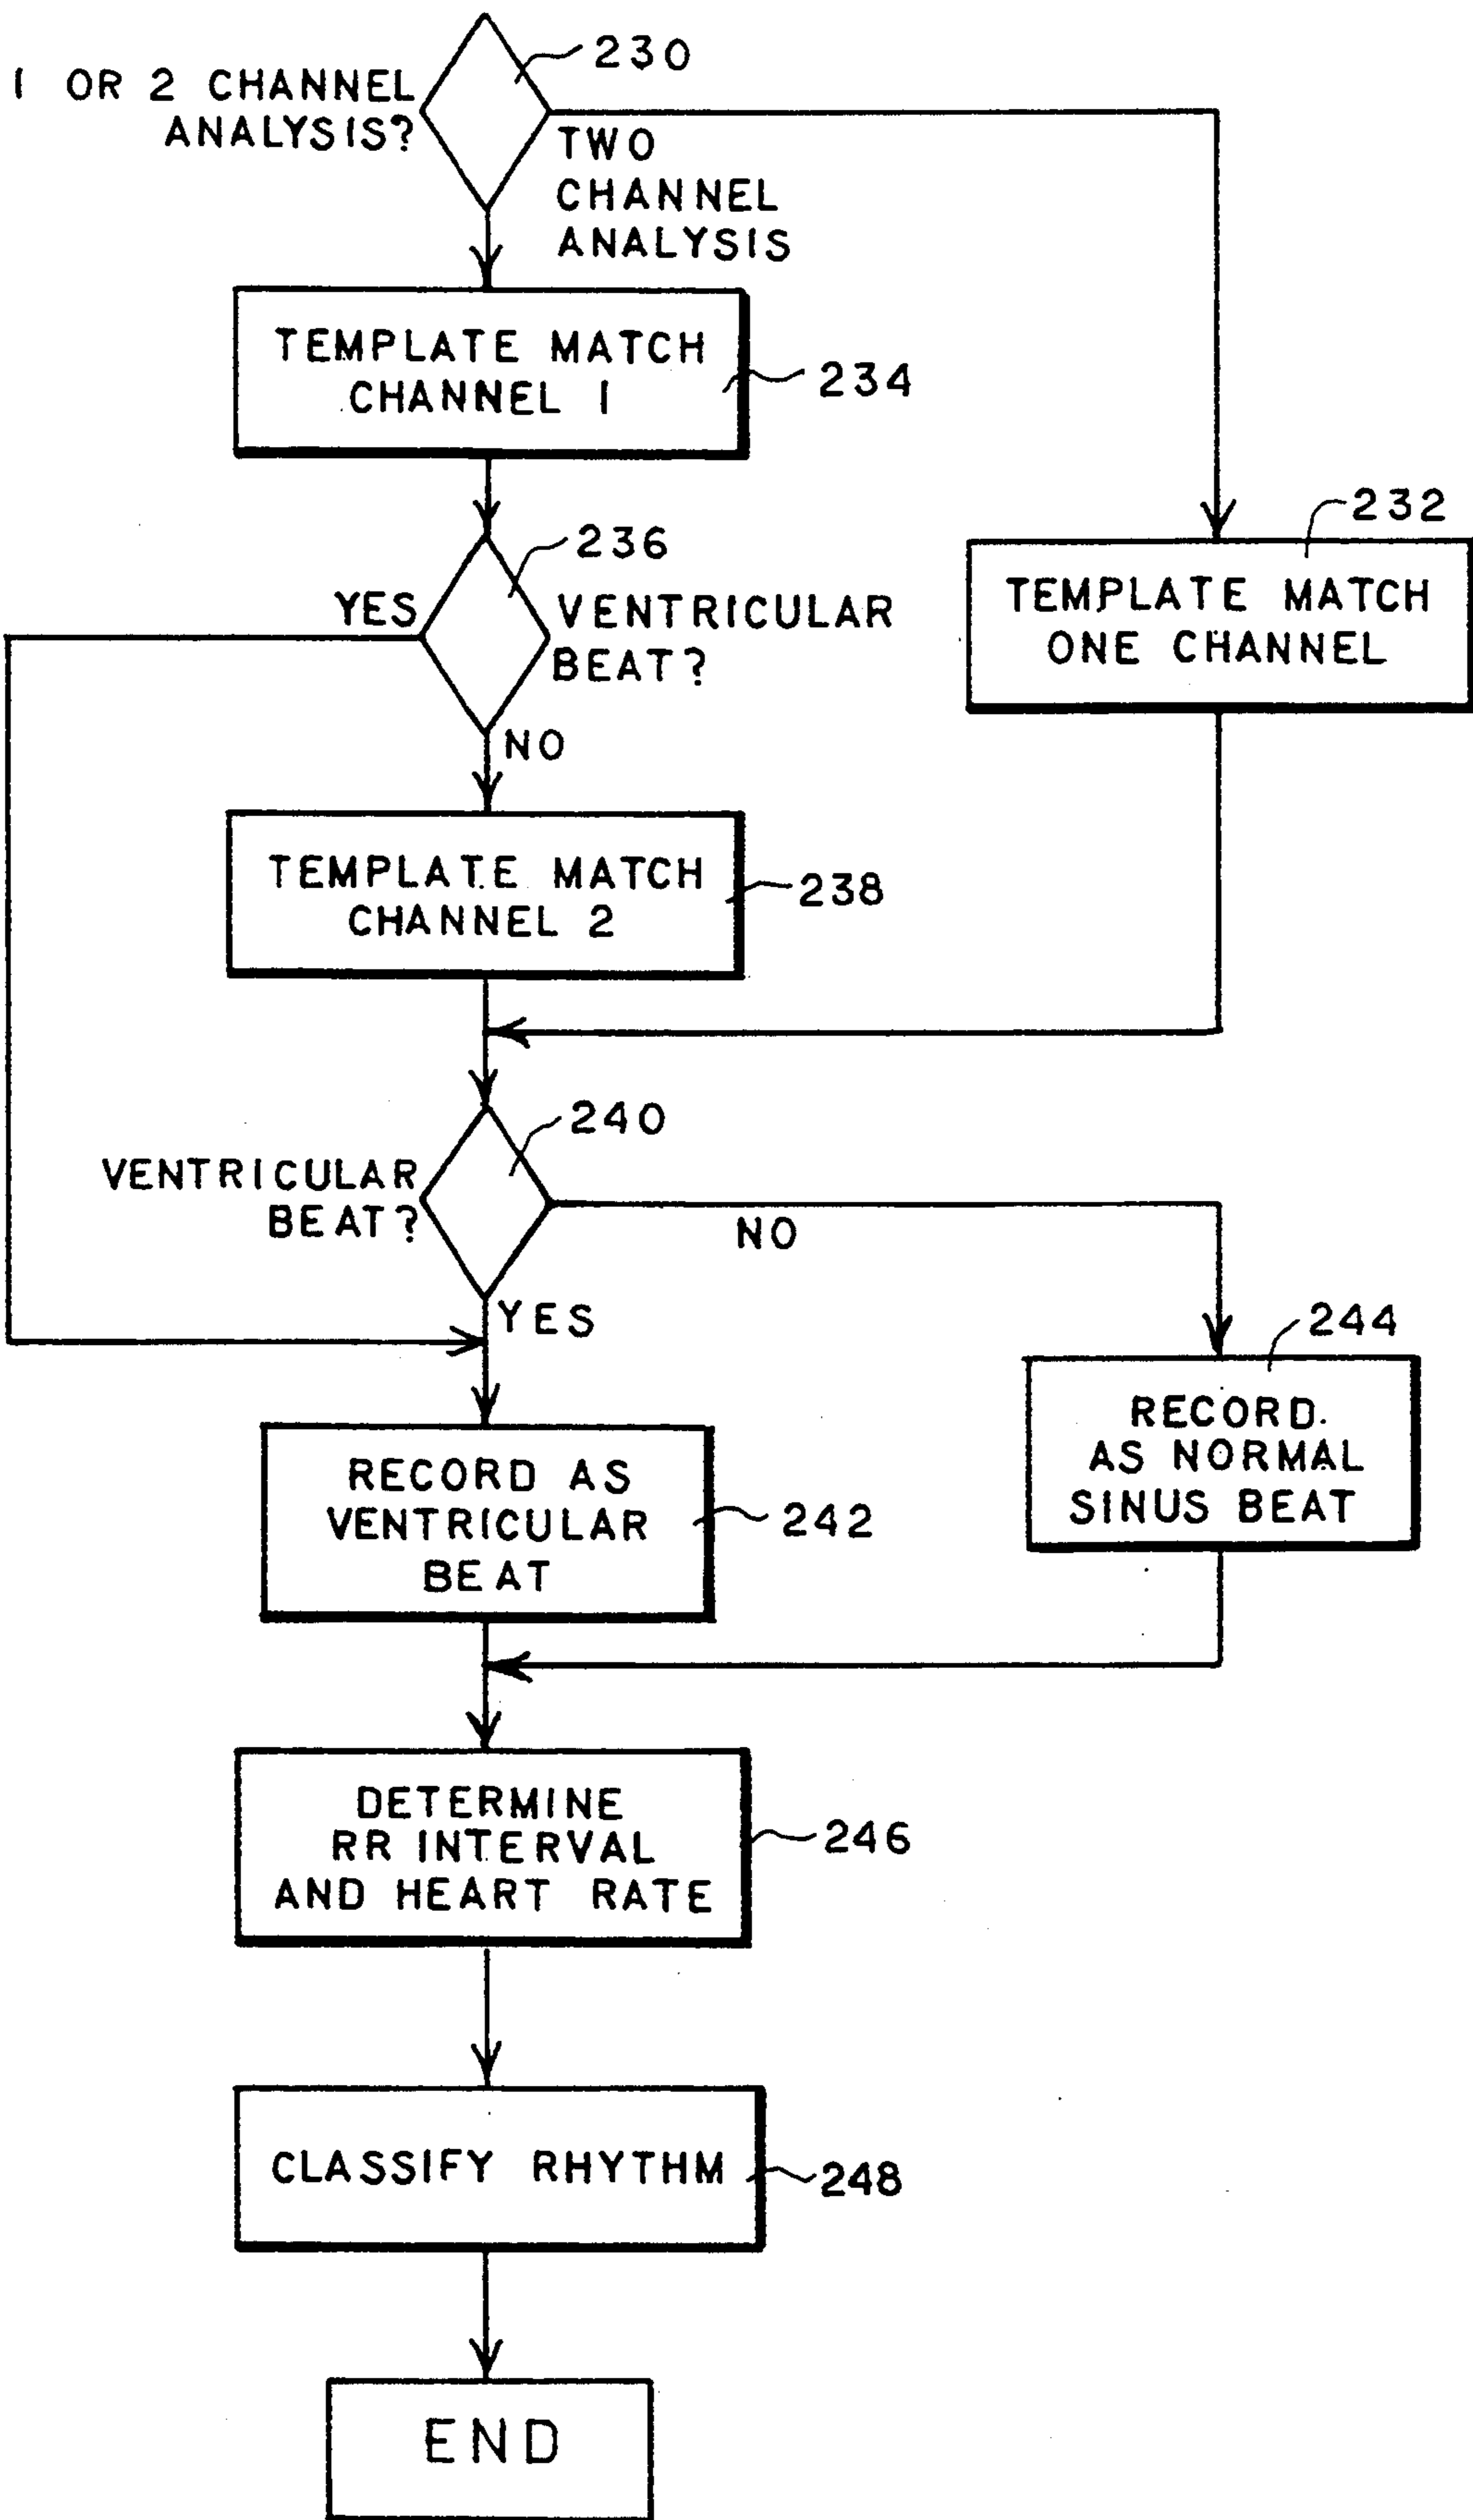 230
1 OR 2 CHANNEL
ANALYSIS?
TWO
CHANNEL
ANALYSIS
TEMPLATE MATCH
CHANNEL 1
234
232
TEMPLATE MATCH
ONE CHANNEL
236
YES
VENTRICULAR
BEAT?
NO
TEMPLATE MATCH
CHANNEL 2
238
240
VENTRICULAR
BEAT?
NO
YES
244
RECORD
AS NORMAL
SINUS BEAT
RECORD AS
VENTRICULAR
BEAT
242
DETERMINE
RR INTERVAL
AND HEART RATE
246
CLASSIFY RHYTHM
248
END